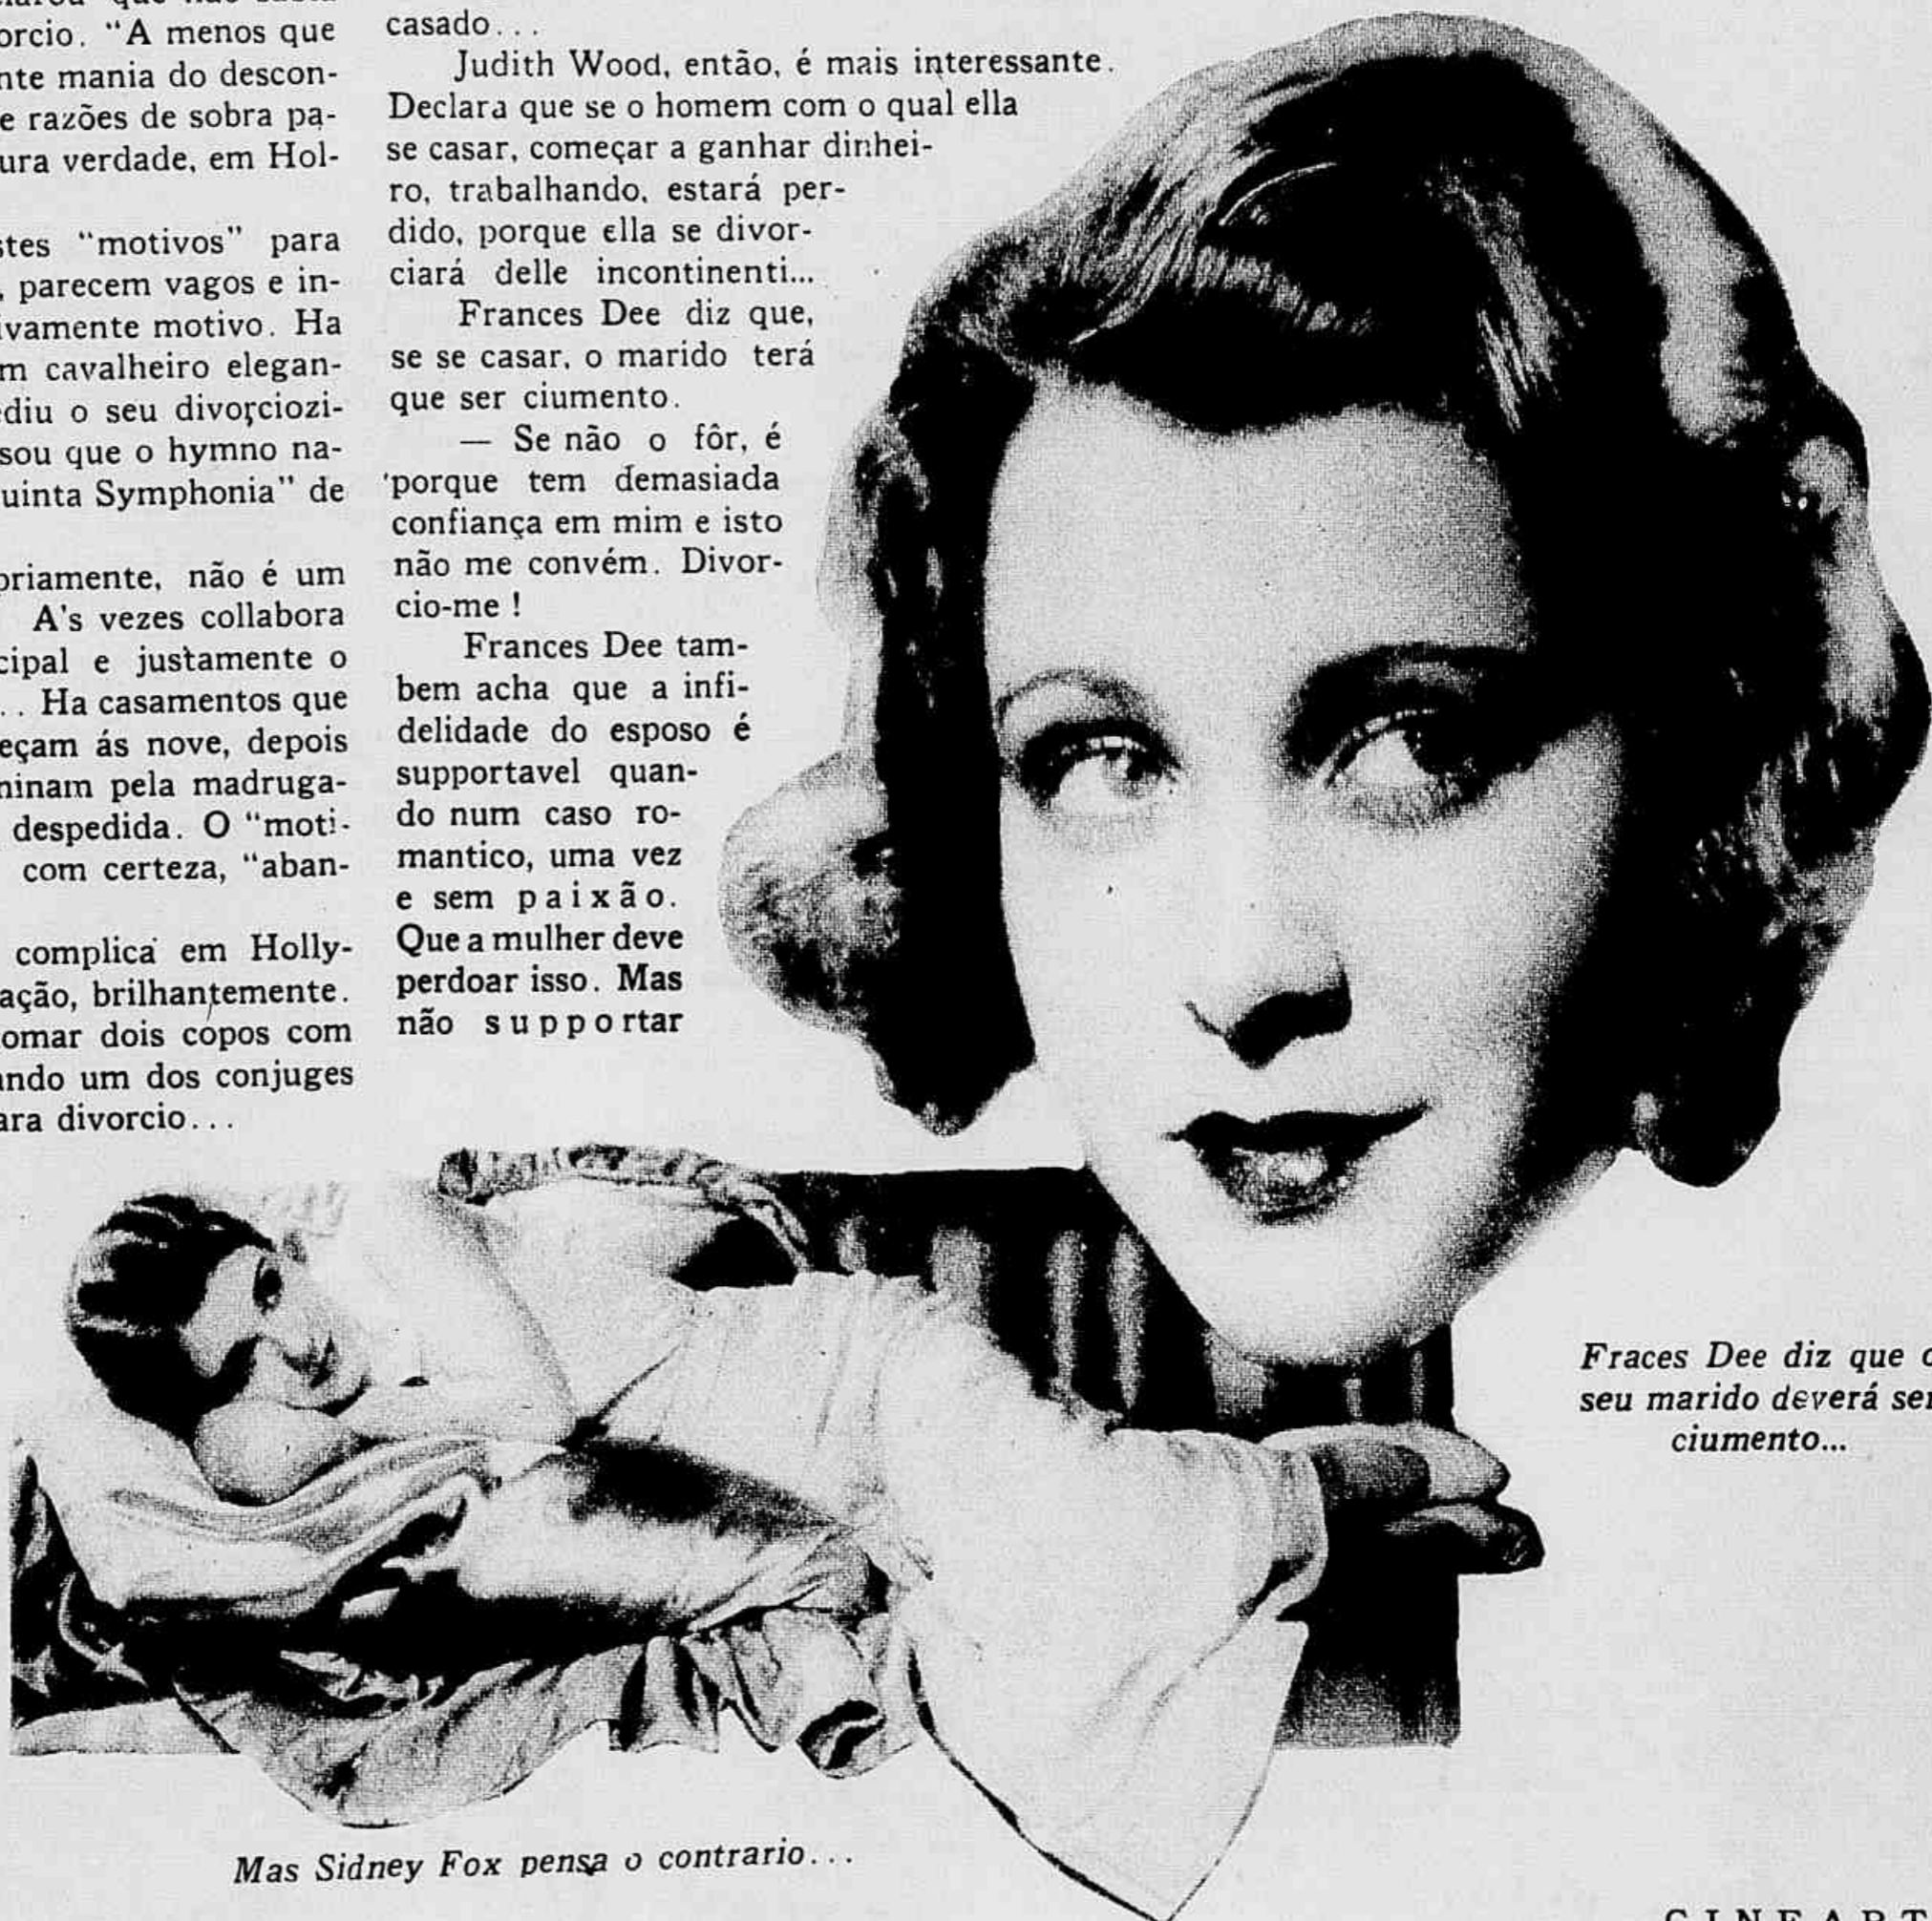 orcio. "A menos que
nte mania do descon-
e razões de sobra pa-
ura verdade, em Hol-
stes "motivos" para
, parecem vagos e in-
ivamente motivo. Ha
m cavalheiro elegan-
ediu o seu divorciozi-
sou que o hymno na-
uinta Symphonia" de
oriamente, não é um
A's vezes collabora
cipal e justamente o
.. Ha casamentos que
eçam ás nove, depois
ninam pela madruga-
despedida. O "moti-
com certeza, "aban-
complica em Holly-
ação, brilhantemente.
omar dois copos com
ando um dos conjuges
ara divorcio...
casado...
Judith Wood, então, é mais interessante.
Declara que se o homem com o qual ella
se casar, começar a ganhar dinhei-
ro, trabalhando, estará per-
dido, porque ella se divor-
ciará delle incontinenti...
Frances Dee diz que,
se se casar, o marido terá
que ser ciumento.
— Se não o fôr, é
porque tem demasiada
confiança em mim e isto
não me convém. Divor-
cio-me !
Frances Dee tam-
bem acha que a infi-
delidade do esposo é
supportavel quan-
do num caso ro-
mantico, uma vez
e sem paixão.
Que a mulher deve
perdoar isso. Mas
não supportar
Fraces Dee diz que
seu marido deverá ser
ciumento...
Mas Sidney Fox pensa o contrario...
CINEART